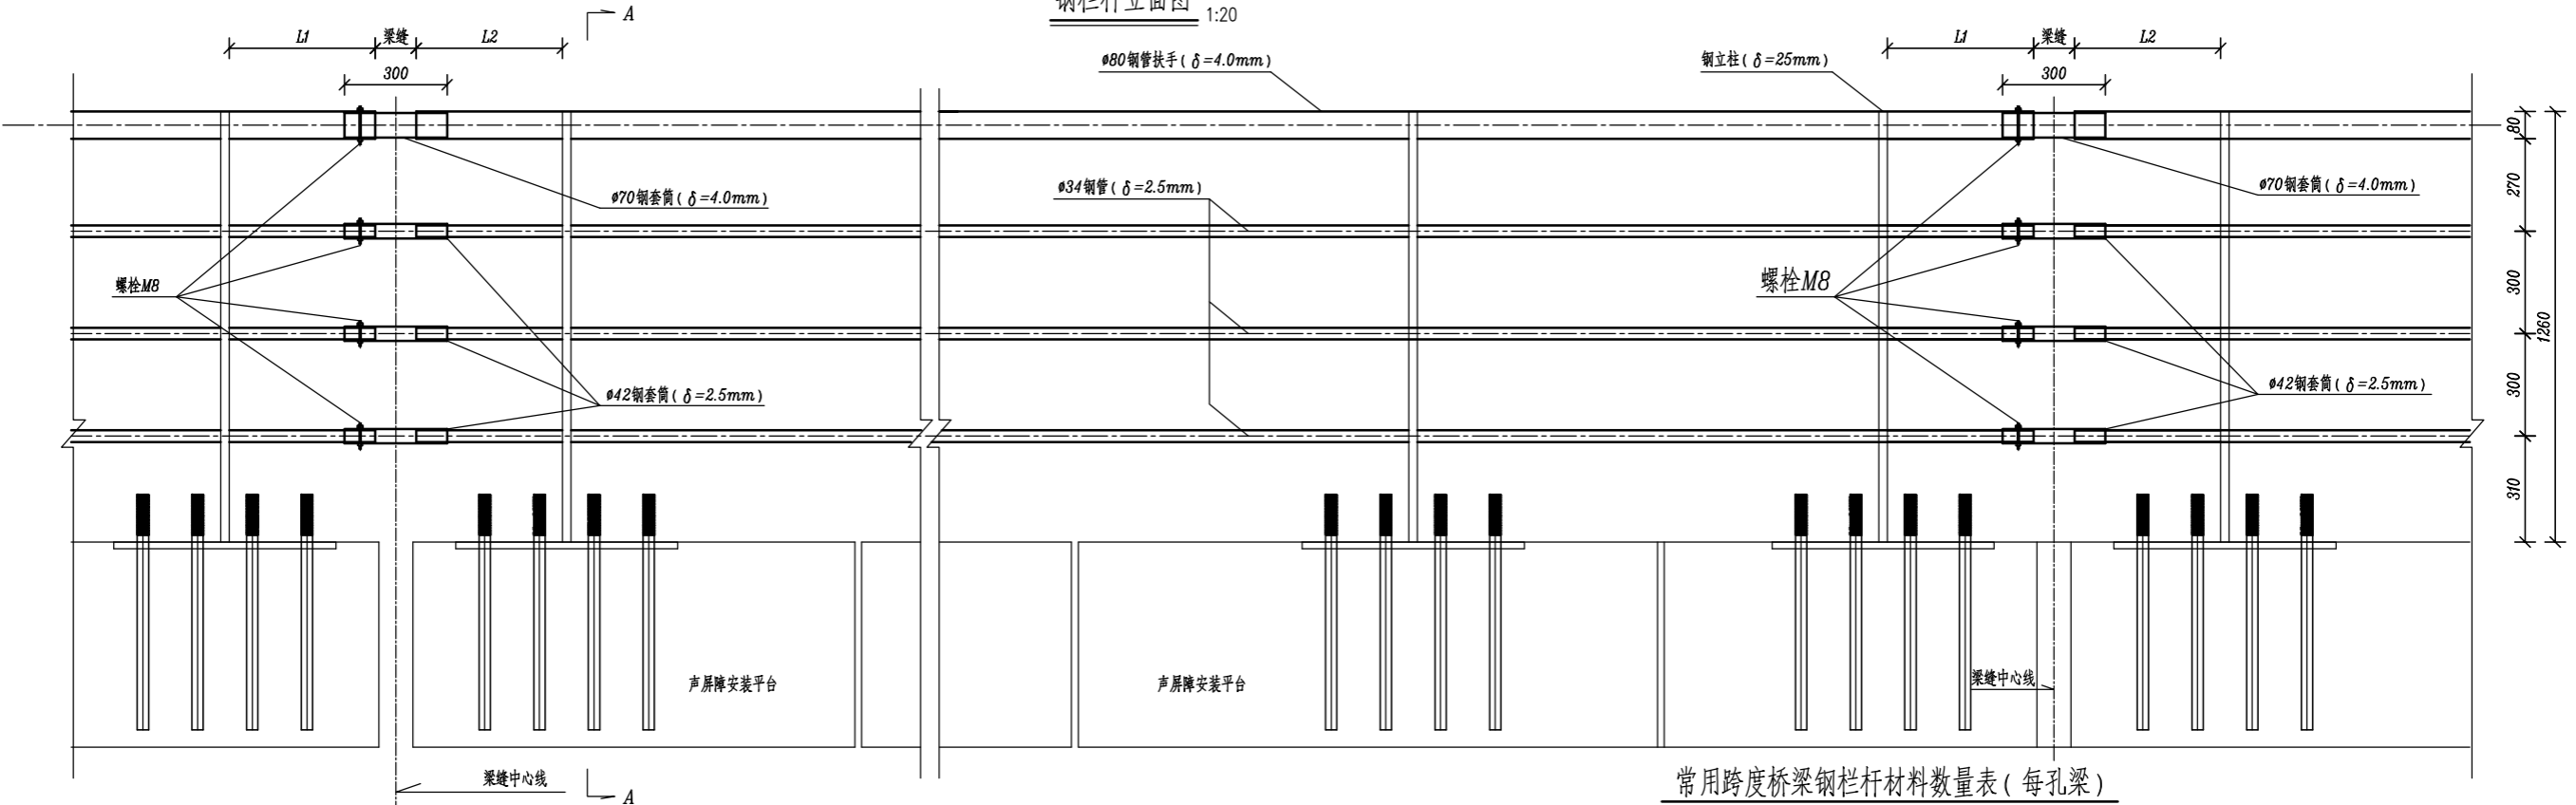 钢栏杆立面图 1:20
A
L1 梁缝 L2
300
ø80钢管扶手(δ=4.0mm)
钢立柱(δ=25mm)
L1 梁缝 L2
300
80
ø70钢套筒(δ=4.0mm)
ø34钢管(δ=2.5mm)
ø70钢套筒(δ=4.0mm)
270
螺栓M8
螺栓M8
300
1260
ø42钢套筒(δ=2.5mm)
ø42钢套筒(δ=2.5mm)
300
310
声屏障安装平台
声屏障安装平台
梁缝中心线
梁缝中心线
A
常用跨度桥梁钢栏杆材料数量表(每孔梁)